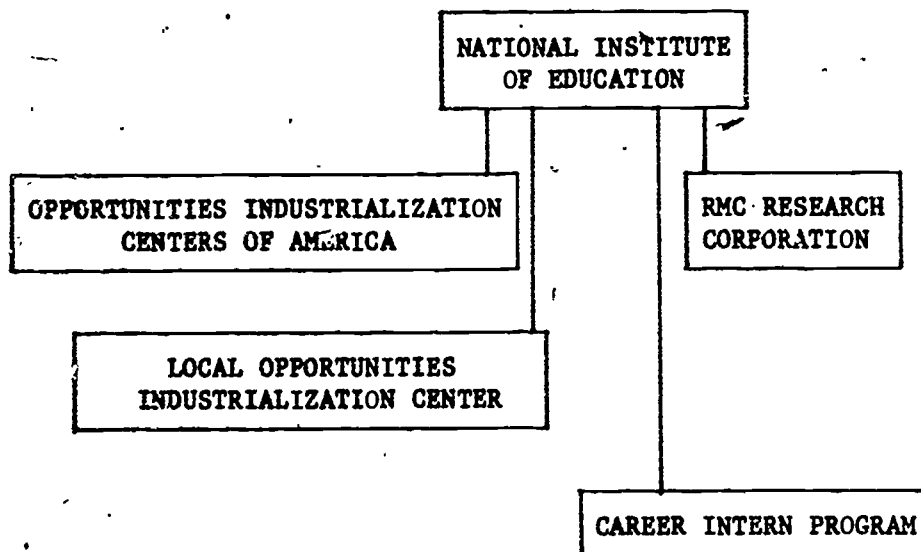 NATIONAL INSTITUTE
OF EDUCATION
OPPORTUNITIES INDUSTRIALIZATION
CENTERS OF AMERICA
RMC RESEARCH
CORPORATION
LOCAL OPPORTUNITIES
INDUSTRIALIZATION CENTER
CAREER INTERN PROGRAM